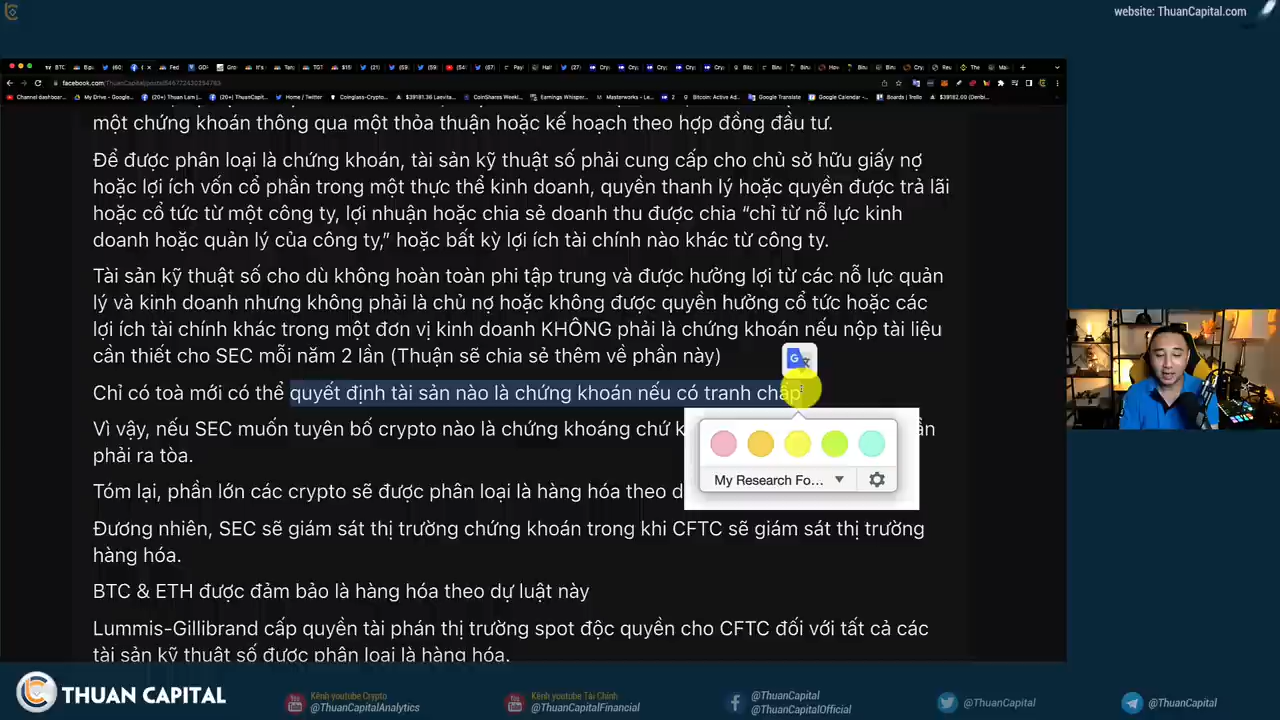 website: ThuanCapital.com
facebook.com/ThuanCapital/posts/546772430254763
một chứng khoán thông qua một thỏa thuận hoặc kế hoạch theo hợp đồng đầu tư.
Để được phân loại là chứng khoán, tài sản kỹ thuật số phải cung cấp cho chủ sở hữu giấy nợ
hoặc lợi ích vốn cổ phần trong một thực thể kinh doanh, quyền thanh lý hoặc quyền được trả lãi
hoặc cổ tức từ một công ty, lợi nhuận hoặc chia sẻ doanh thu được chia “chỉ từ nỗ lực kinh
doanh hoặc quản lý của công ty,” hoặc bất kỳ lợi ích tài chính nào khác từ công ty.
Tài sản kỹ thuật số cho dù không hoàn toàn phi tập trung và được hưởng lợi từ các nỗ lực quản
lý và kinh doanh nhưng không phải là chủ nợ hoặc không được quyền hưởng cổ tức hoặc các
lợi ích tài chính khác trong một đơn vị kinh doanh KHÔNG phải là chứng khoán nếu nộp tài liệu
cần thiết cho SEC mỗi năm 2 lần (Thuận sẽ chia sẻ thêm về phần này)
Chỉ có toà mới có thể quyết định tài sản nào là chứng khoán nếu có tranh chấp
Vì vậy, nếu SEC muốn tuyên bố crypto nào là chứng khoáng chứ
phải ra tòa.
My Research Fo...
Tóm lại, phần lớn các crypto sẽ được phân loại là hàng hóa theo
Đương nhiên, SEC sẽ giám sát thị trường chứng khoán trong khi CFTC sẽ giám sát thị trường
hàng hóa.
BTC & ETH được đảm bảo là hàng hóa theo dự luật này
Lummis-Gillibrand cấp quyền tài phán thị trường spot độc quyền cho CFTC đối với tất cả các
tài sản kỹ thuật số được phân loại là hàng hóa.
THUAN CAPITAL
Kênh youtube Crypto
@ThuanCapitalAnalytics
Kênh youtube Tài Chính
@ThuanCapitalFinancial
@ThuanCapital
@ThuanCapitalOfficial
@ThuanCapital
@ThuanCapital